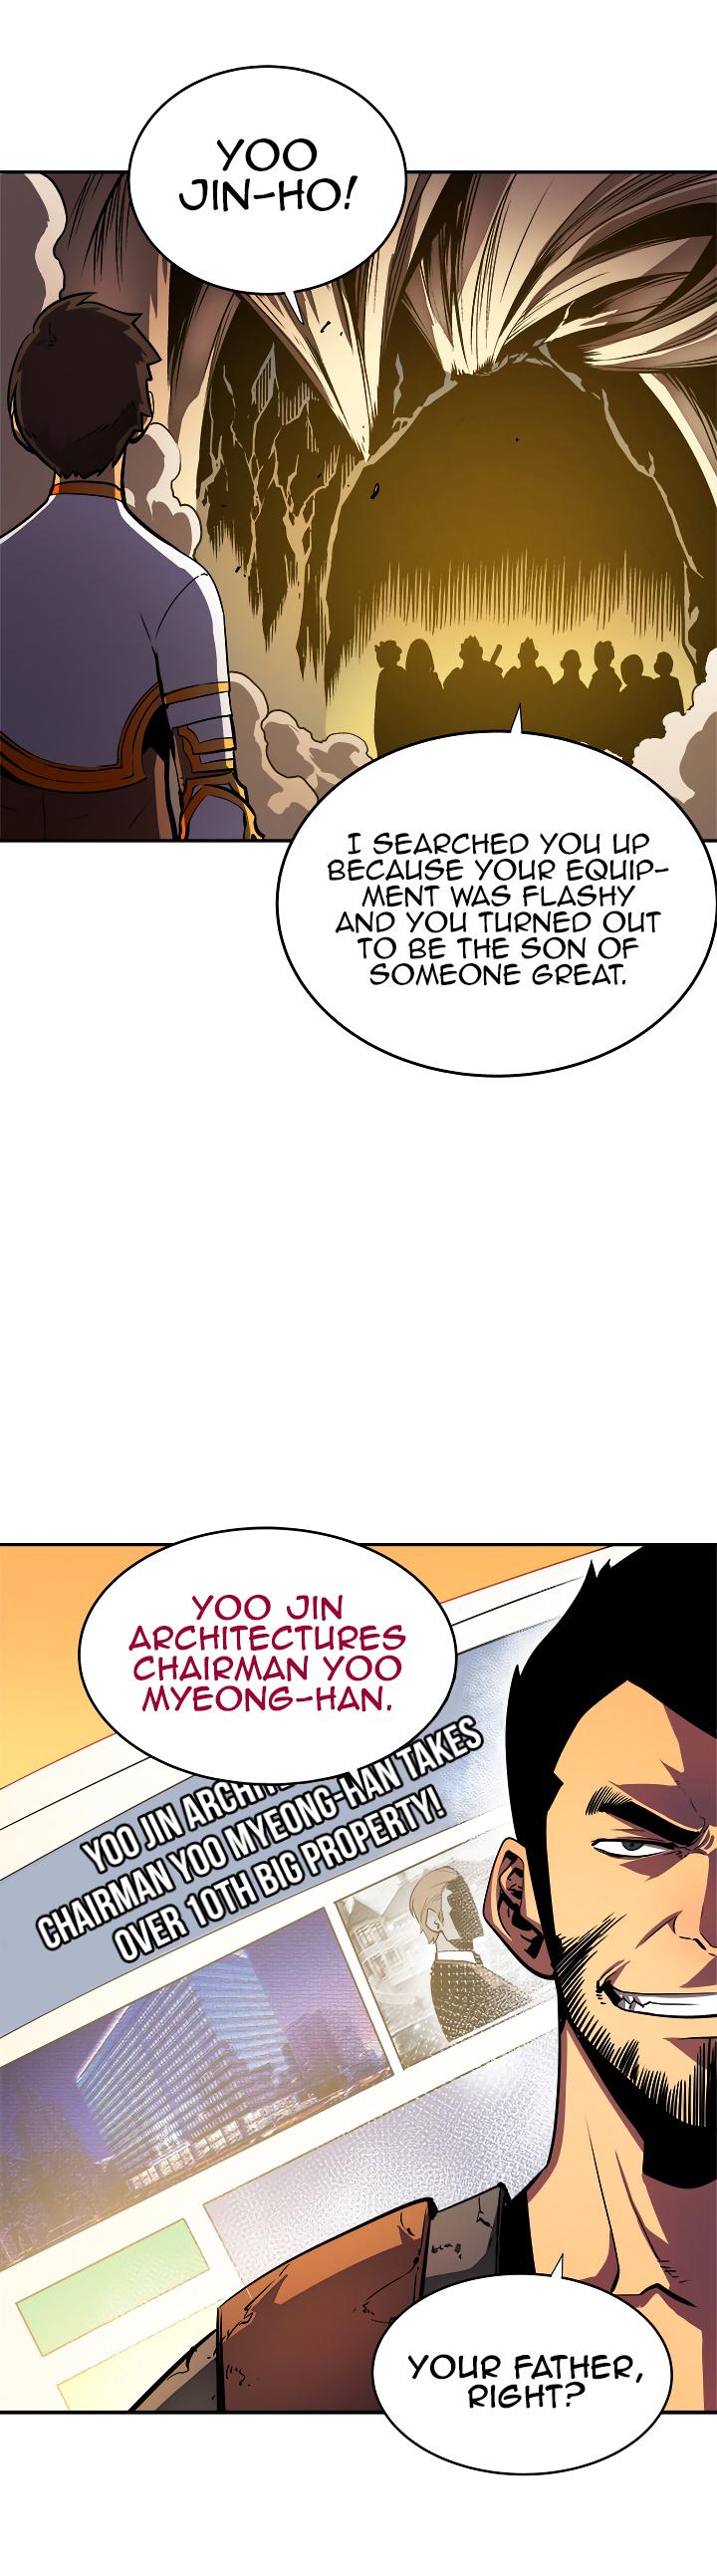 YOO
JIN-HO!
I SEARCHED YOU UP
BECAUSE YOUR EQUIP-
MENT WAS FLASHY
AND YOU TURNED OUT
TO BE THE SON OF
SOMEONE GREAT.
YOO JIN
ARCHITECTURES
CHAIRMAN YOO
MYEONG-HAN.
YOO JIN
CHAIRMAN YOO MYEONG-HAN TAKES
OVER 10TH BIG PROPERTY!
YOUR FATHER,
RIGHT?